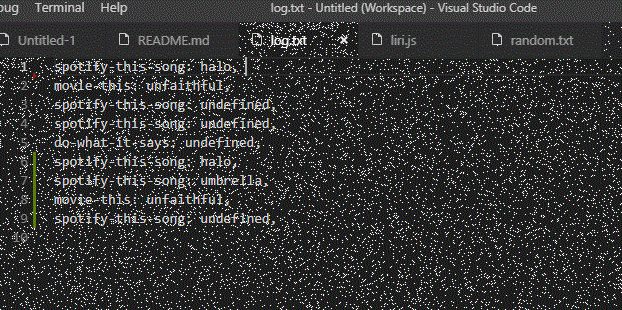 bug Terminal Help log.txt - Untitled (Workspace) - Visual Studio Code
Untitled-1 README.md log.txt × liri.js random.txt
1 spotify-this-song: halo,
2 movie-this: unfaithful,
3 spotify-this-song: undefined,
4 spotify-this-song: undefined,
5 do-what-it-says: undefined,
6 spotify-this-song: halo,
7 spotify-this-song: umbrella,
8 movie-this: unfaithful,
9 spotify-this-song: undefined,
10